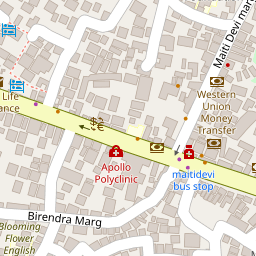 Maiti Devi marg
Life
ance
Western
Union
Money
Transfer
Apollo
Polyclinic
maitidevi
bus stop
Birendra Marg
Blooming
Flower
English